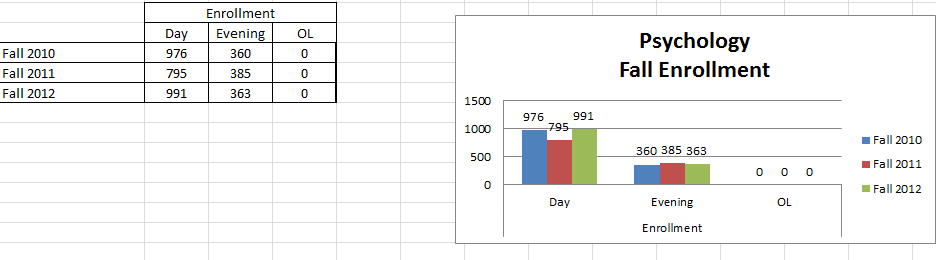 Enrollment
Day Evening OL
Fall 2010 976 360 0
Fall 2011 795 385 0
Fall 2012 991 363 0
Psychology
Fall Enrollment
1500
1000
500
0
976 795 991
360 385 363
0 0 0
Day Evening OL
Enrollment
Fall 2010
Fall 2011
Fall 2012